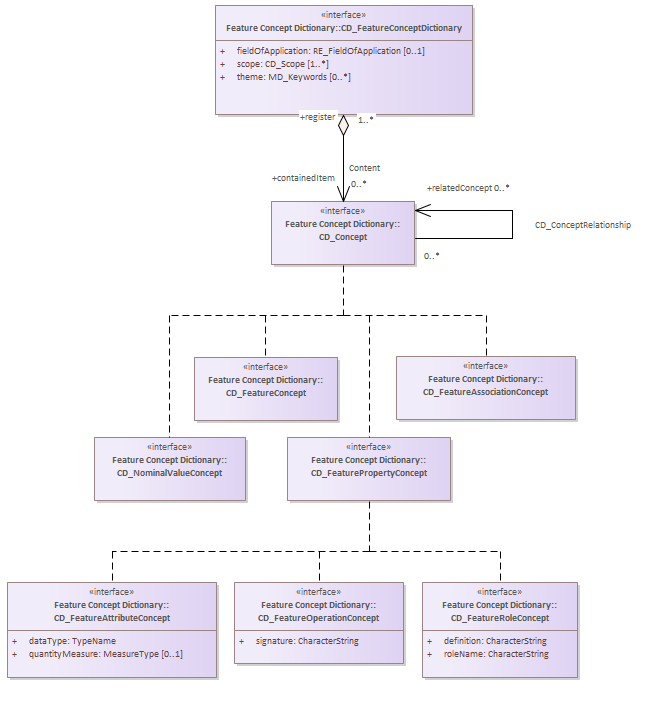 «interface»
Feature Concept Dictionary::CD_FeatureConceptDictionary
+ fieldOfApplication: RE_FieldOfApplication [0..1]
+ scope: CD_Scope [1..*]
+ theme: MD_Keywords [0..*]
+register
1..*
Content
+containedItem
0..*
«interface»
Feature Concept Dictionary::
CD_Concept
+relatedConcept 0..*
CD_ConceptRelationship
0..*
«interface»
Feature Concept Dictionary::
CD_FeatureConcept
«interface»
Feature Concept Dictionary::
CD_FeatureAssociationConcept
«interface»
Feature Concept Dictionary::
CD_NominalValueConcept
«interface»
Feature Concept Dictionary::
CD_FeaturePropertyConcept
«interface»
Feature Concept Dictionary::
CD_FeatureAttributeConcept
+ dataType: TypeName
+ quantityMeasure: MeasureType [0..1]
«interface»
Feature Concept Dictionary::
CD_FeatureOperationConcept
+ signature: CharacterString
«interface»
Feature Concept Dictionary::
CD_FeatureRoleConcept
+ definition: CharacterString
+ roleName: CharacterString